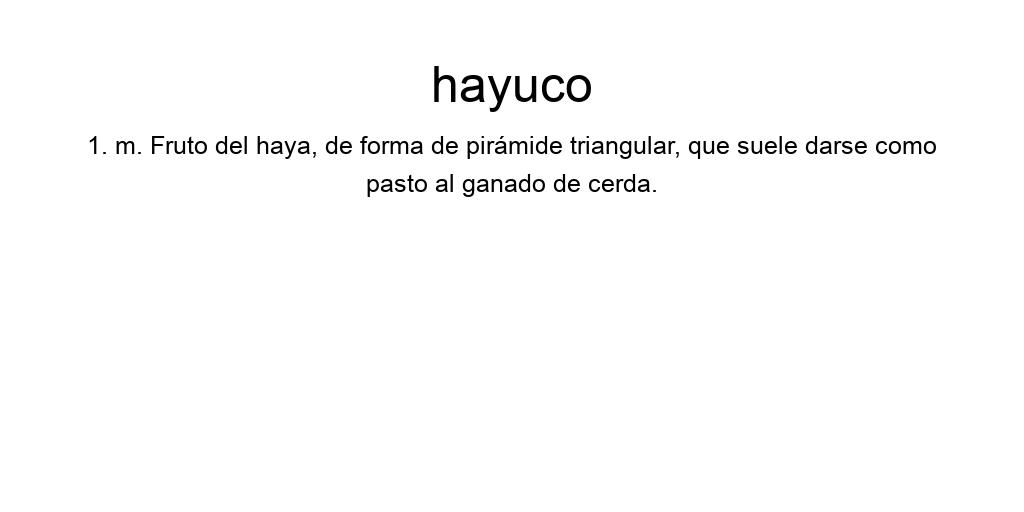 hayuco
1. m. Fruto del haya, de forma de pirámide triangular, que suele darse como
pasto al ganado de cerda.